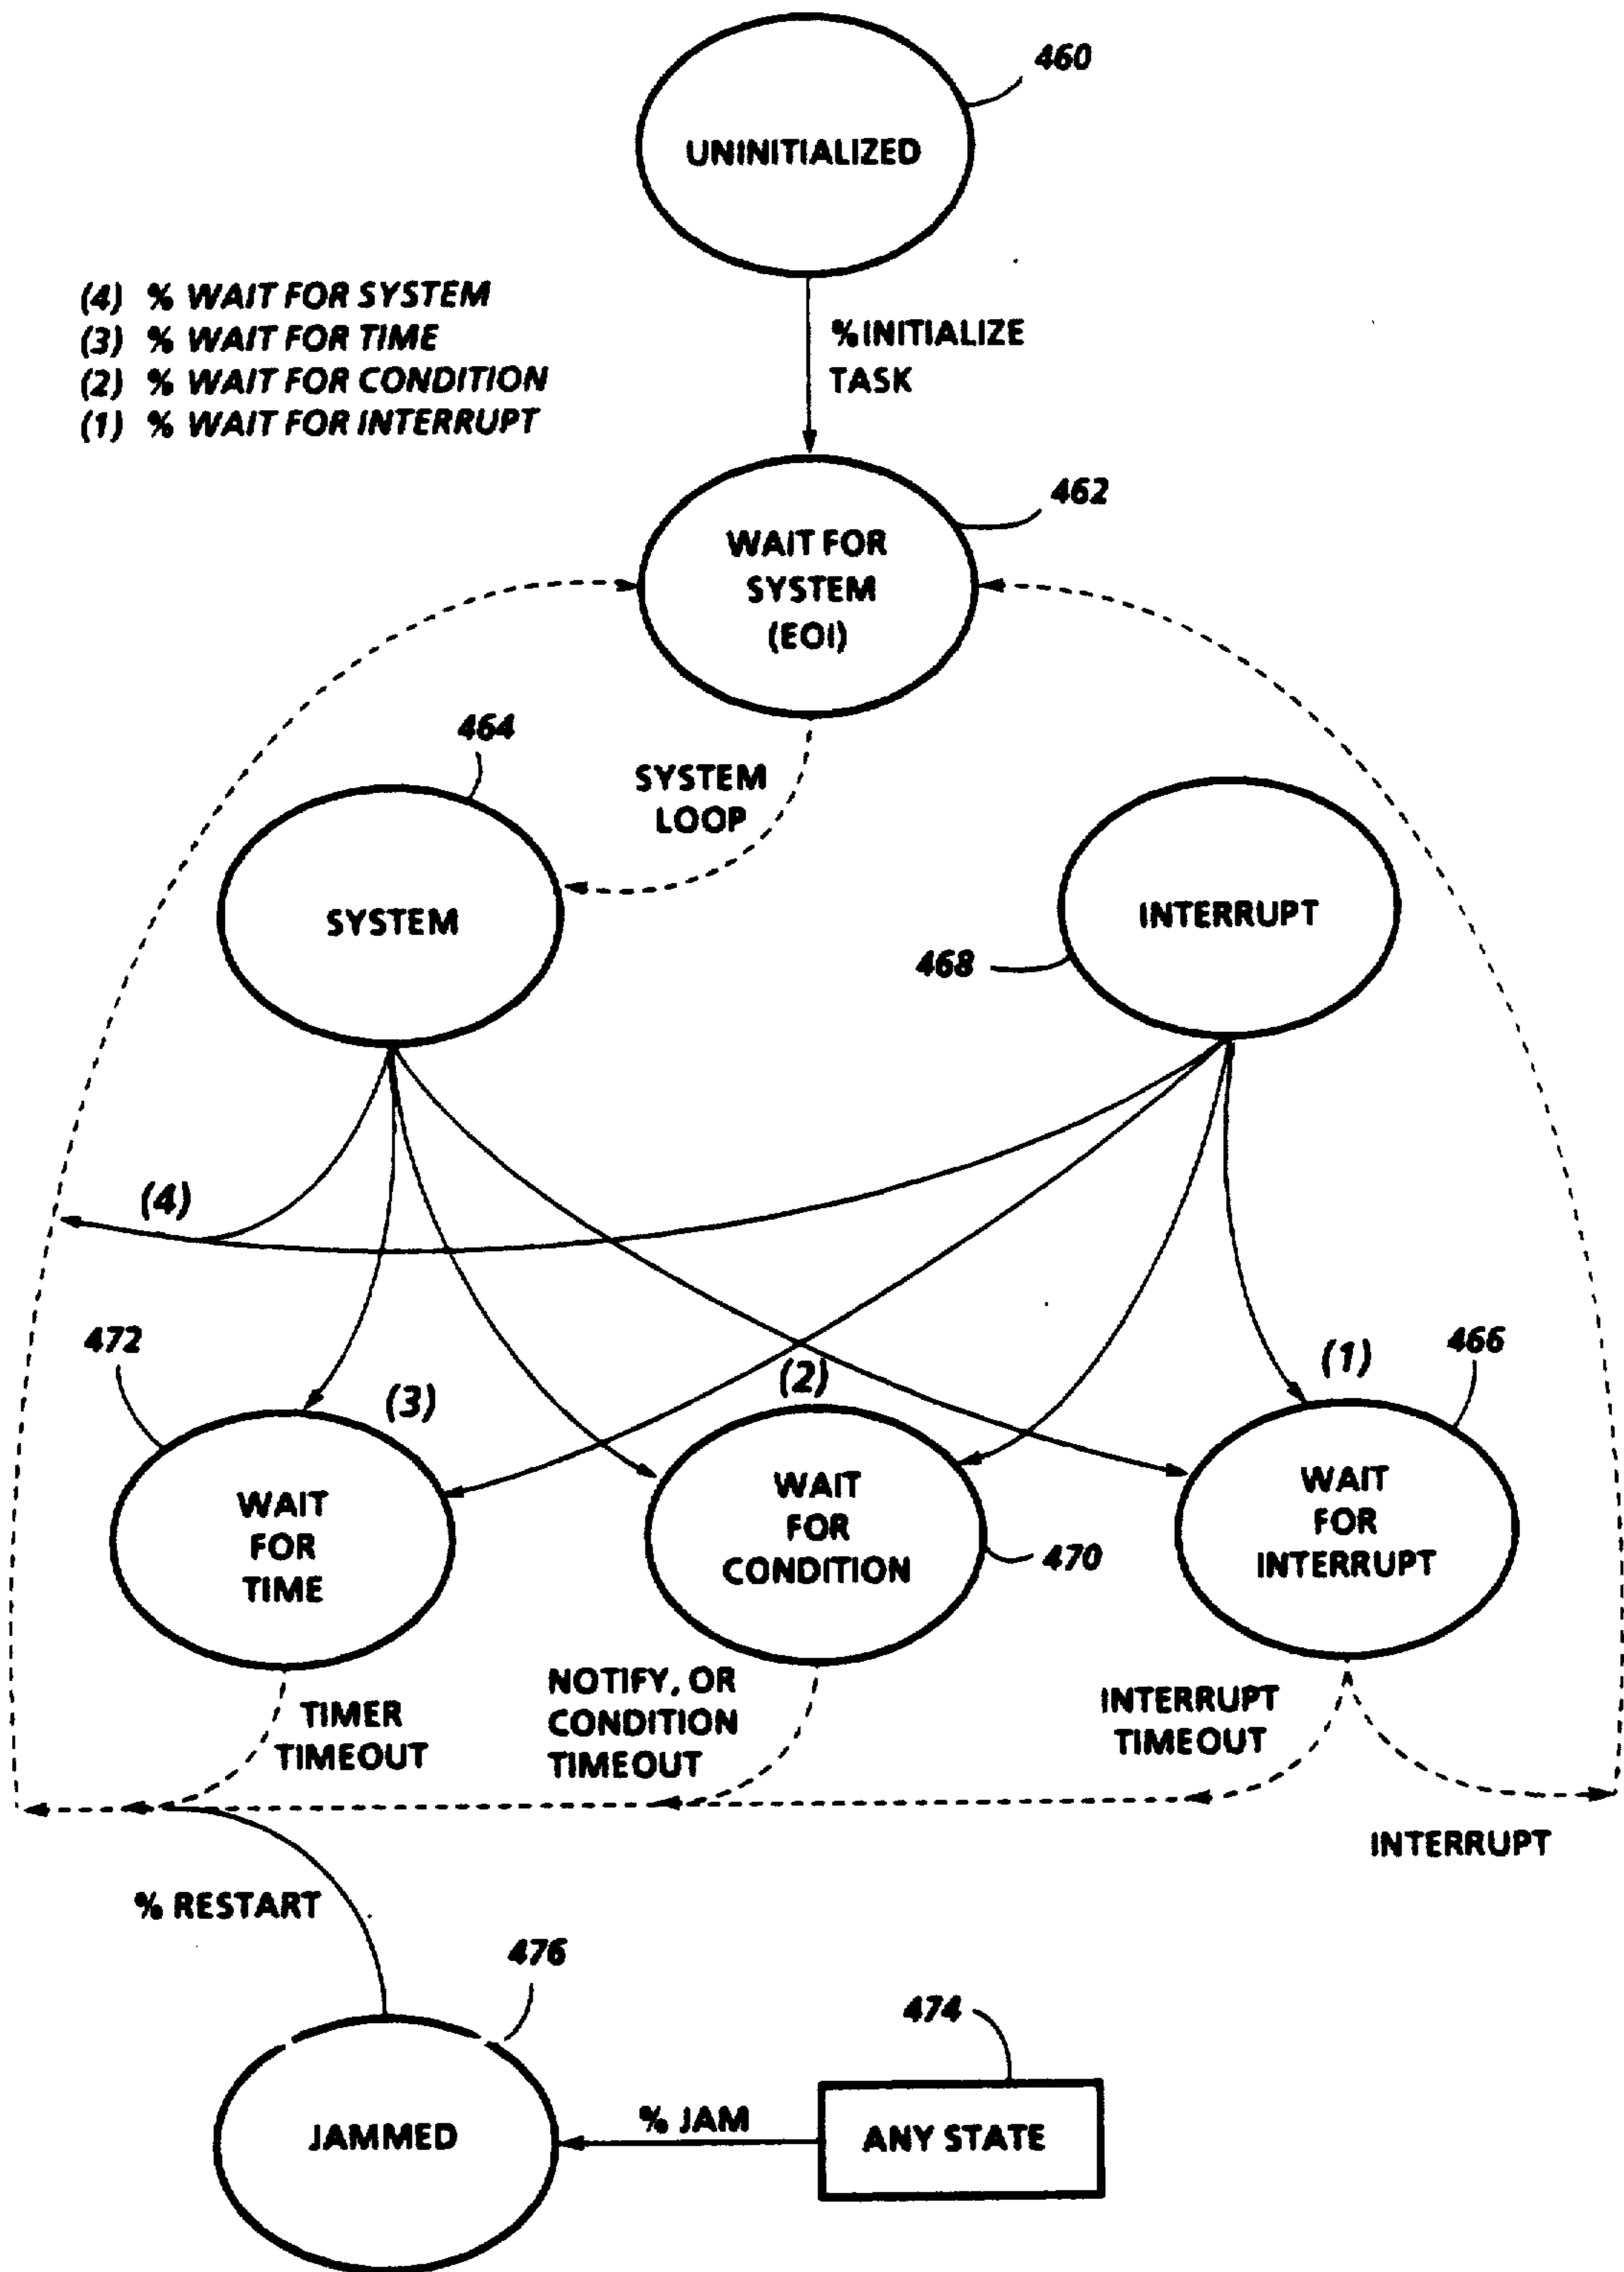 460
UNINITIALIZED
(4) % WAIT FOR SYSTEM
(3) % WAIT FOR TIME
(2) % WAIT FOR CONDITION
(1) % WAIT FOR INTERRUPT
%INITIALIZE
TASK
462
WAIT FOR
SYSTEM
(EOI)
464
SYSTEM
LOOP
SYSTEM
INTERRUPT
468
(4)
472
(3)
(2)
(1)
466
WAIT
FOR
TIME
WAIT
FOR
CONDITION
470
WAIT
FOR
INTERRUPT
TIMER
TIMEOUT
NOTIFY, OR
CONDITION
TIMEOUT
INTERRUPT
TIMEOUT
INTERRUPT
% RESTART
476
474
JAMMED
% JAM
ANY STATE